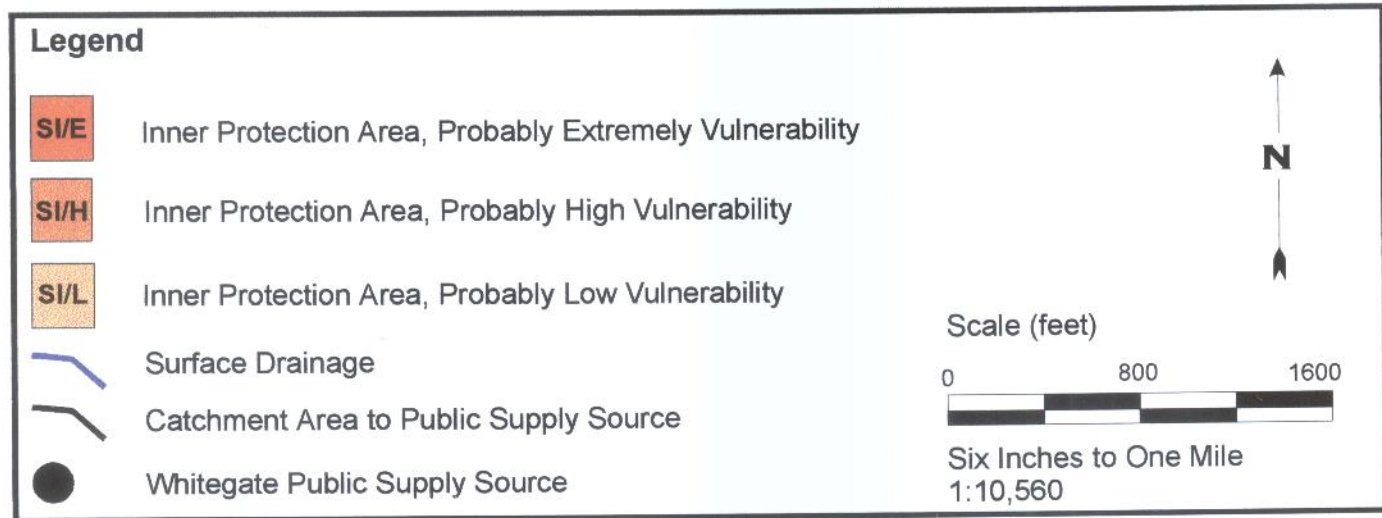 Legend
SI/E Inner Protection Area, Probably Extremely Vulnerability
SI/H Inner Protection Area, Probably High Vulnerability
SI/L Inner Protection Area, Probably Low Vulnerability
Surface Drainage
Catchment Area to Public Supply Source
Whitegate Public Supply Source
N
Scale (feet)
0 800 1600
Six Inches to One Mile
1:10,560